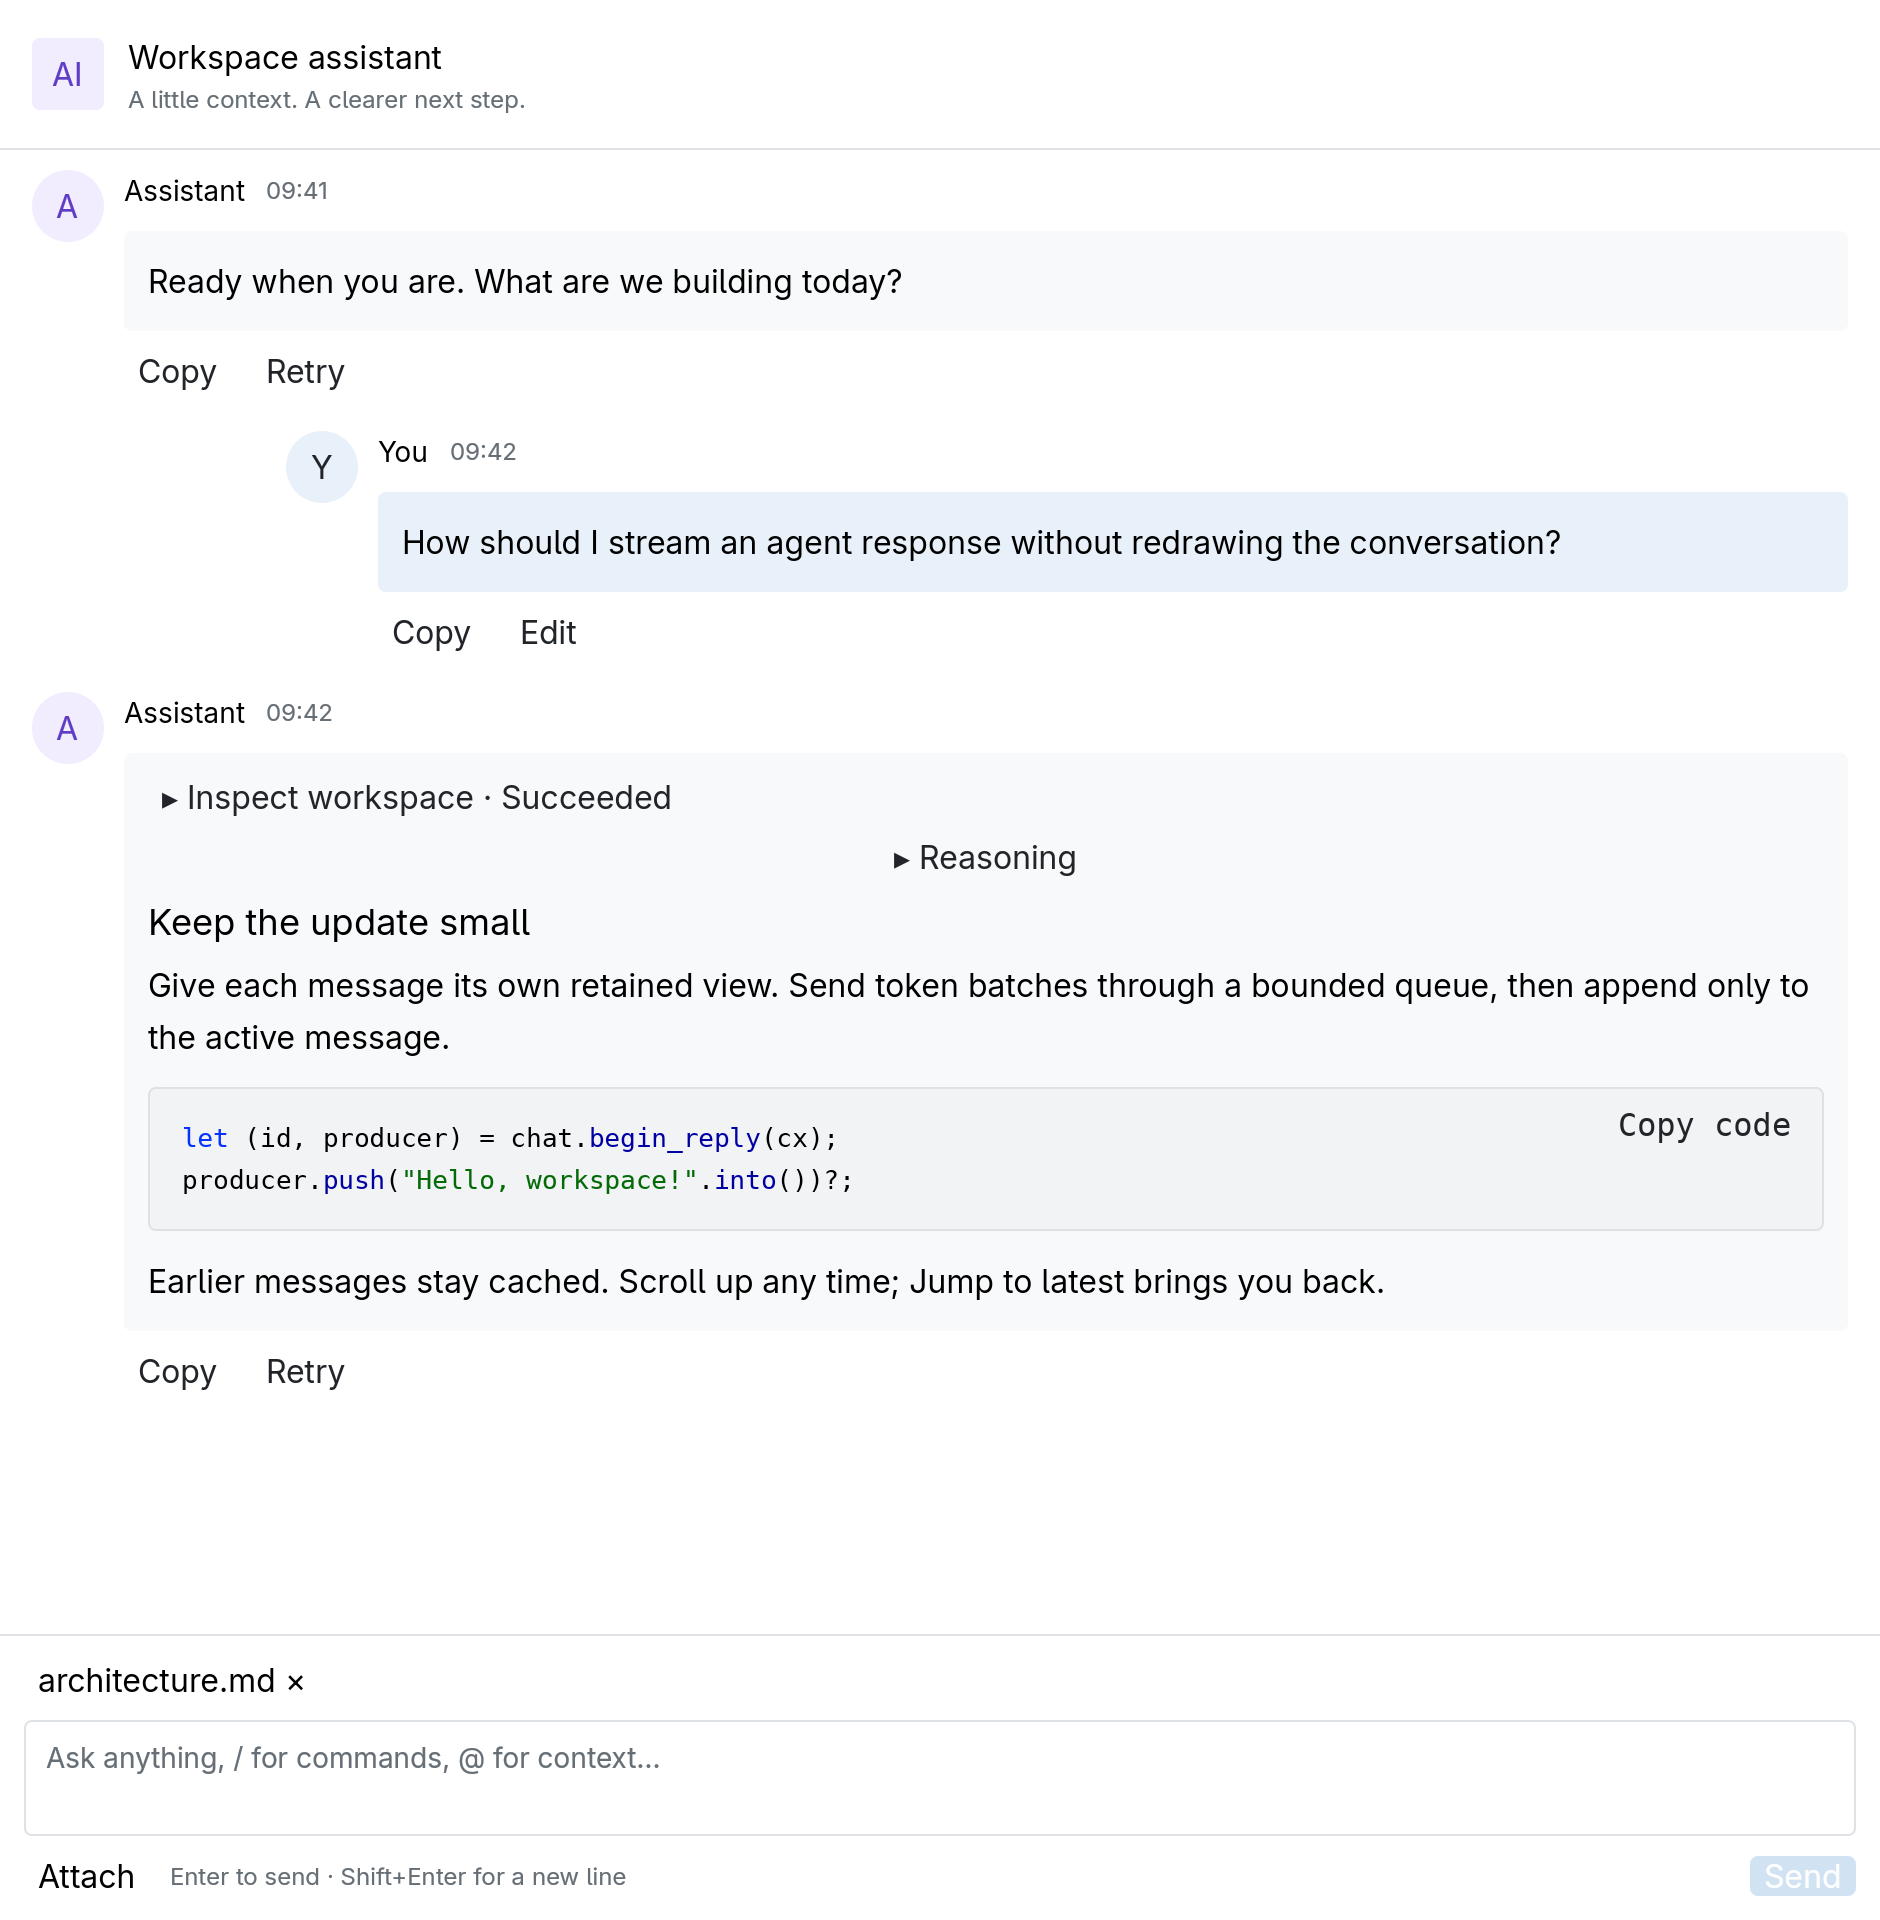 AI
Workspace assistant
A little context. A clearer next step.
A
Assistant 09:41
Ready when you are. What are we building today?
Copy Retry
Y
You 09:42
How should I stream an agent response without redrawing the conversation?
Copy Edit
A
Assistant 09:42
▸ Inspect workspace · Succeeded
▸ Reasoning
Keep the update small
Give each message its own retained view. Send token batches through a bounded queue, then append only to
the active message.
Copy code
let (id, producer) = chat.begin_reply(cx);
producer.push("Hello, workspace!".into())?;
Earlier messages stay cached. Scroll up any time; Jump to latest brings you back.
Copy Retry
architecture.md ×
Ask anything, / for commands, @ for context...
Attach Enter to send · Shift+Enter for a new line Send